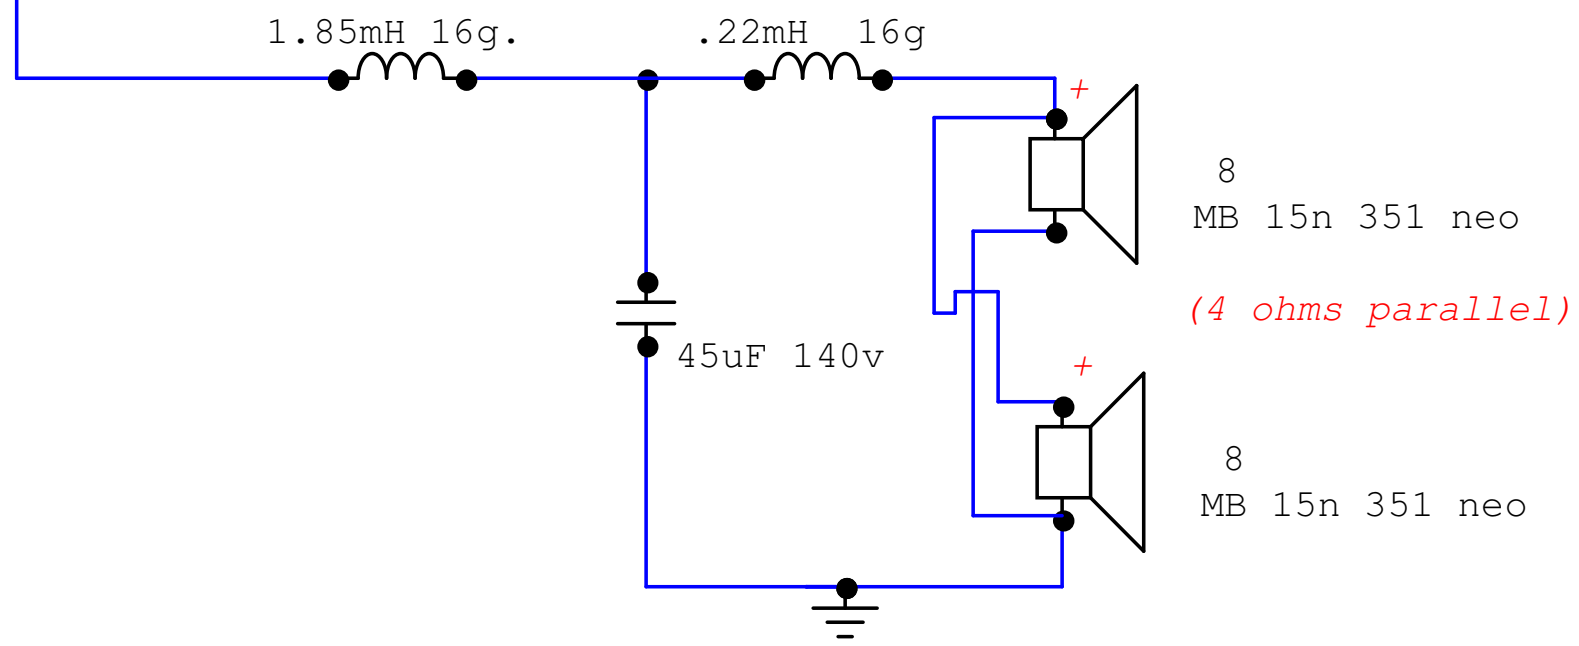 1.85mH 16g.
.22mH 16g
+
8
MB 15n 351 neo
(4 ohms parallel)
45uF 140v
+
8
MB 15n 351 neo